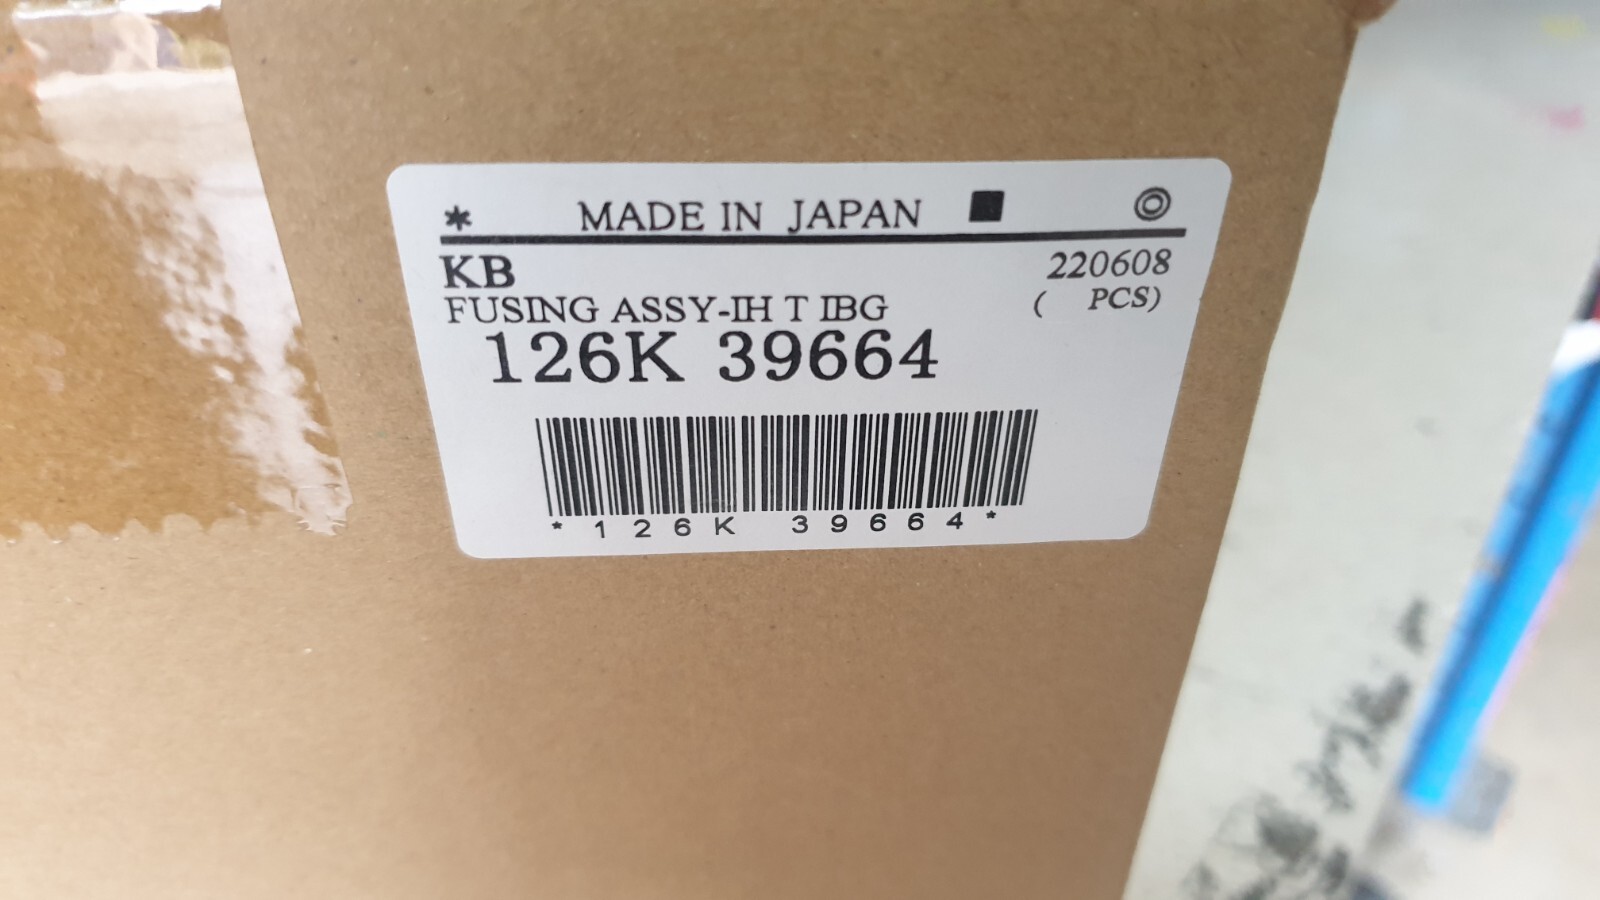 * MADE IN JAPAN ■ ◎
KB 220608
FUSING ASSY-IH T IBG ( PCS)
126K 39664
*126K 39664*